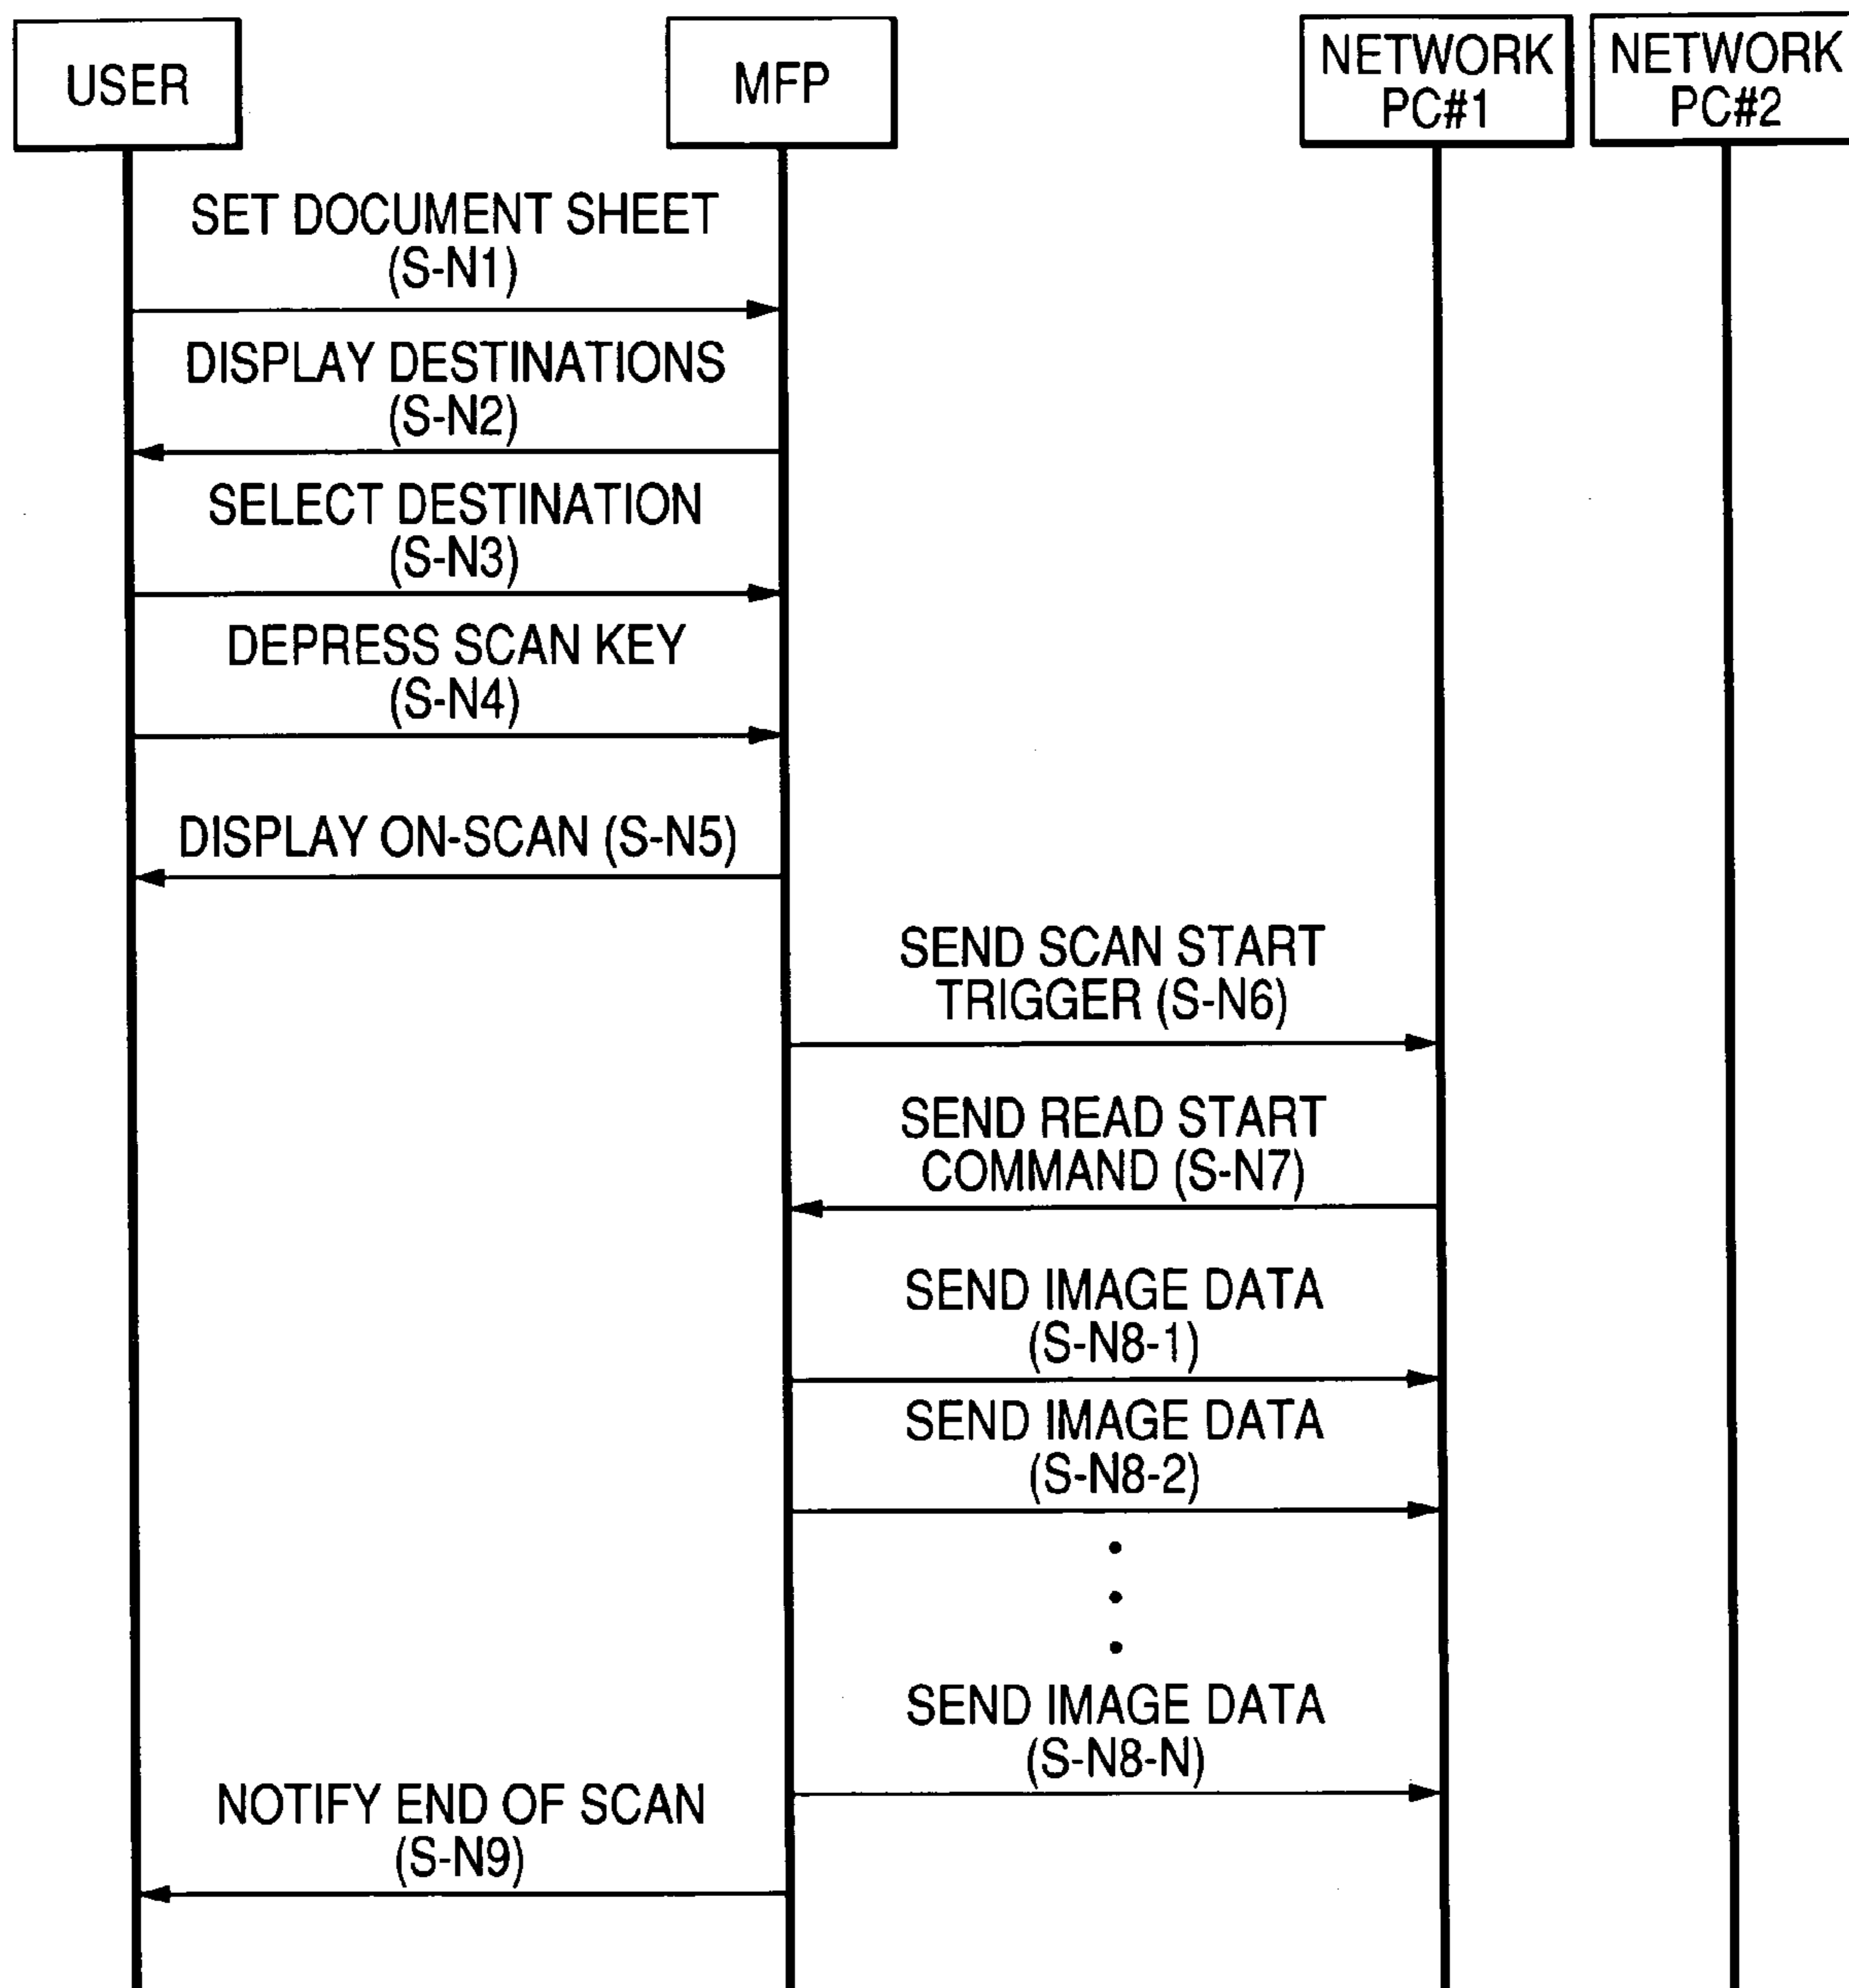 USER
MFP
NETWORK
PC#1
NETWORK
PC#2
SET DOCUMENT SHEET
(S-N1)
DISPLAY DESTINATIONS
(S-N2)
SELECT DESTINATION
(S-N3)
DEPRESS SCAN KEY
(S-N4)
DISPLAY ON-SCAN (S-N5)
SEND SCAN START
TRIGGER (S-N6)
SEND READ START
COMMAND (S-N7)
SEND IMAGE DATA
(S-N8-1)
SEND IMAGE DATA
(S-N8-2)
SEND IMAGE DATA
(S-N8-N)
NOTIFY END OF SCAN
(S-N9)